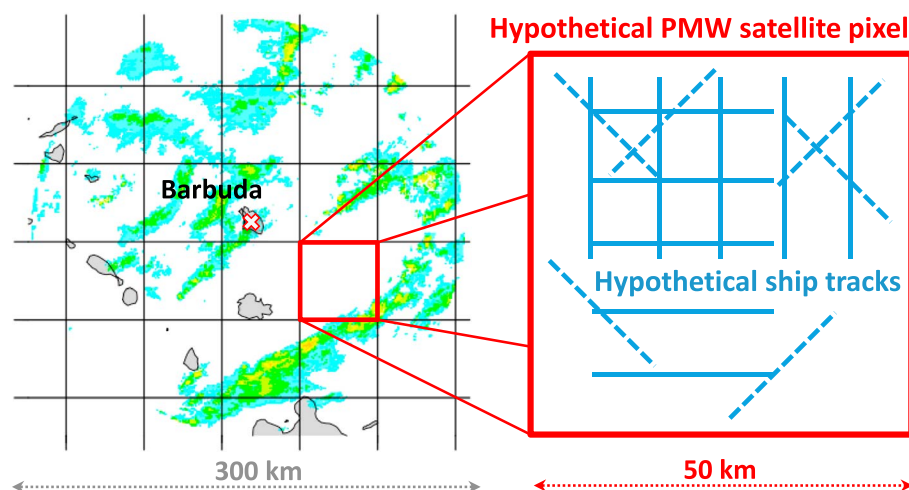 Hypothetical PMW satellite pixel
Barbuda
Hypothetical ship tracks
300 km
50 km